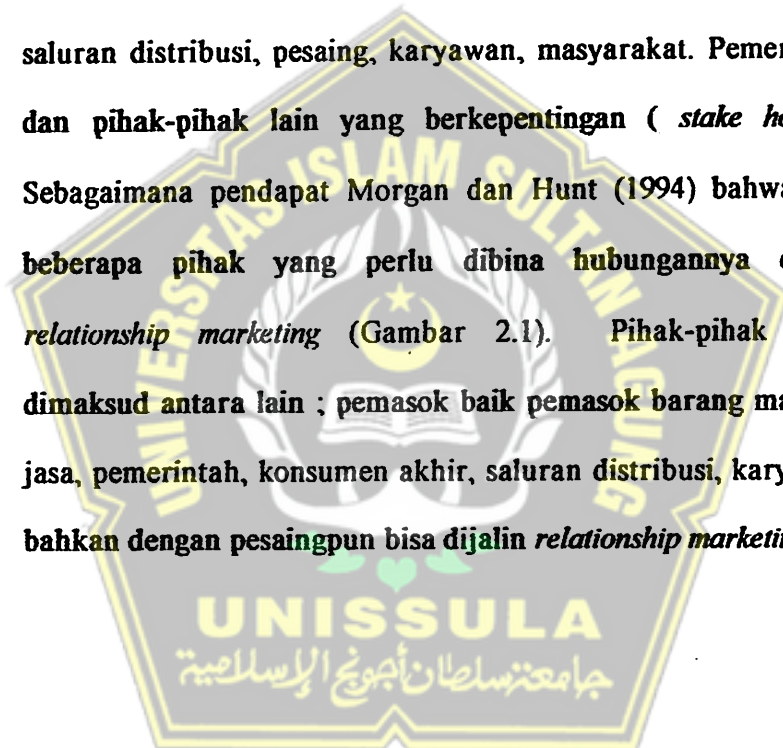 saluran distribusi, pesaing, karyawan, masyarakat. Pemer
dan pihak-pihak lain yang berkepentingan ( stake ho
Sebagaimana pendapat Morgan dan Hunt (1994) bahwa
beberapa pihak yang perlu dibina hubungannya
relationship marketing (Gambar 2.1). Pihak-pihak
dimaksud antara lain ; pemasok baik pemasok barang ma
jasa, pemerintah, konsumen akhir, saluran distribusi, kary
bahkan dengan pesaingpun bisa dijalin relationship marketin
UNIVERSITAS ISLAM SULTAN AGUNG
UNISSULA
جامعتنسلطان أجونج الإسلامية